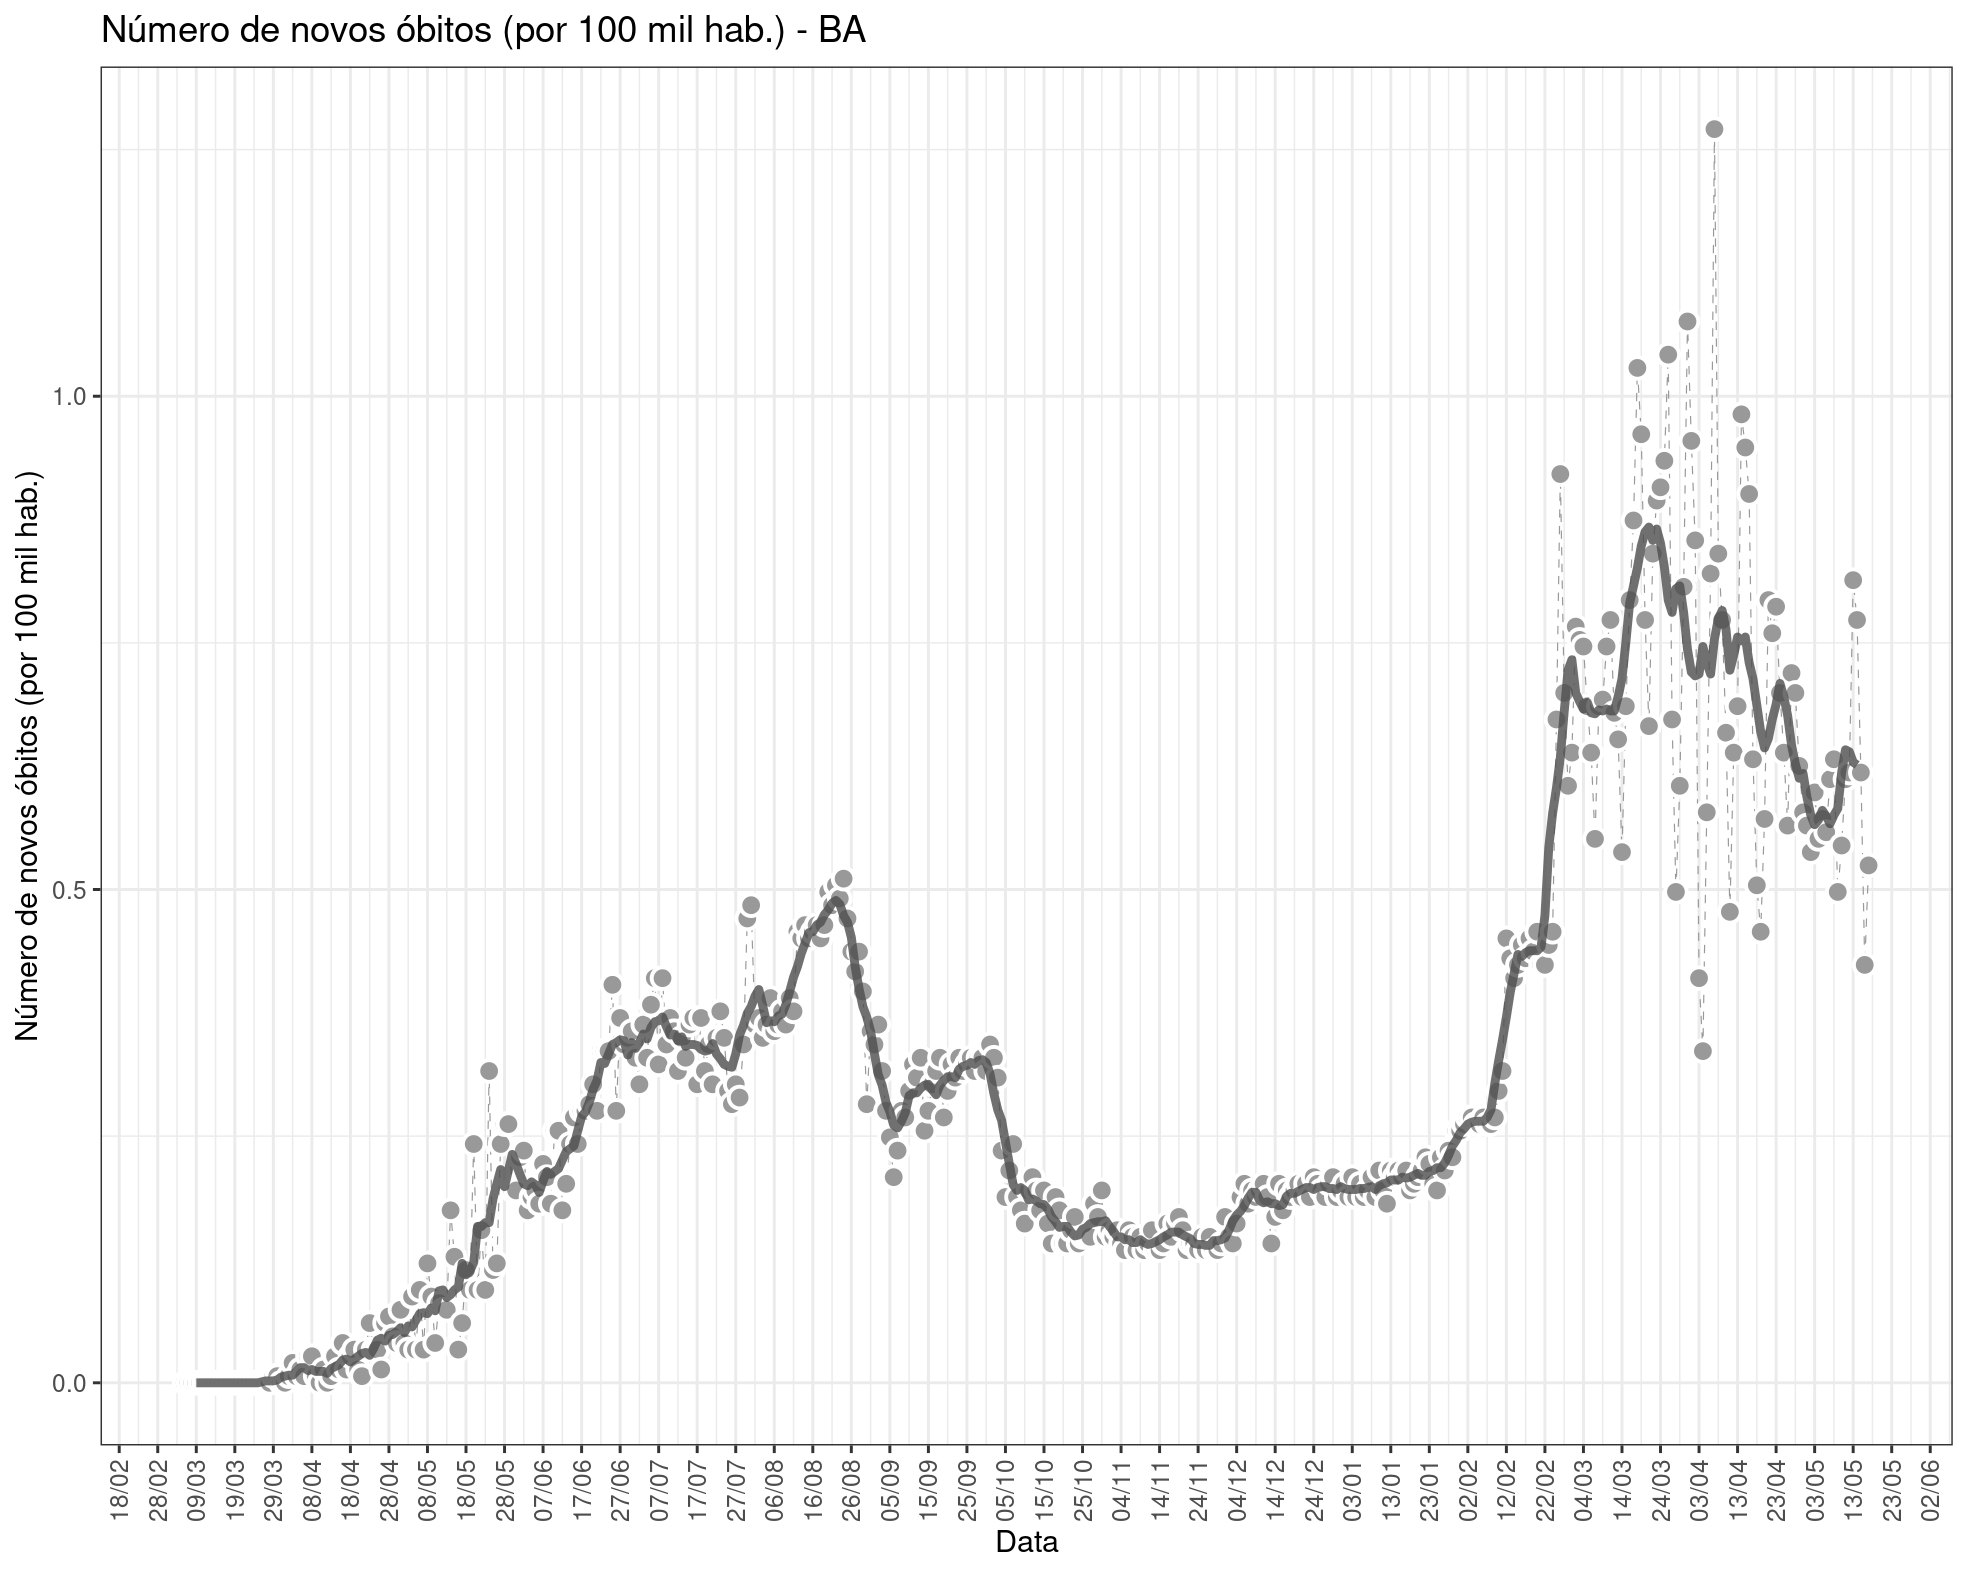 Número de novos óbitos (por 100 mil hab.) - BA
Número de novos óbitos (por 100 mil hab.)
1.0
0.5
0.0
18/02 28/02 09/03 19/03 29/03 08/04 18/04 28/04 08/05 18/05 28/05 07/06 17/06 27/06 07/07 17/07 27/07 06/08 16/08 26/08 05/09 15/09 25/09 05/10 15/10 25/10 04/11 14/11 24/11 04/12 14/12 24/12 03/01 13/01 23/01 02/02 12/02 22/02 04/03 14/03 24/03 03/04 13/04 23/04 03/05 13/05 23/05 02/06
Data